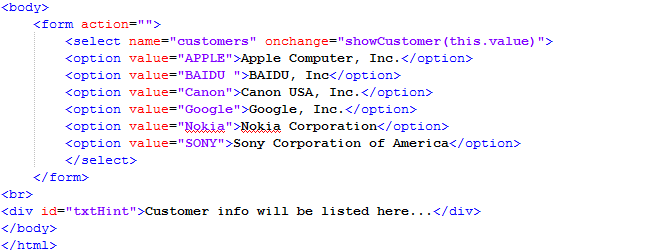 <body>
<form action="">
<select name="customers" onchange="showCustomer(this.value)">
<option value="APPLE">Apple Computer, Inc.</option>
<option value="BAIDU ">BAIDU, Inc</option>
<option value="Canon">Canon USA, Inc.</option>
<option value="Google">Google, Inc.</option>
<option value="Nokia">Nokia Corporation</option>
<option value="SONY">Sony Corporation of America</option>
</select>
</form>
<br>
<div id="txtHint">Customer info will be listed here...</div>
</body>
</html>